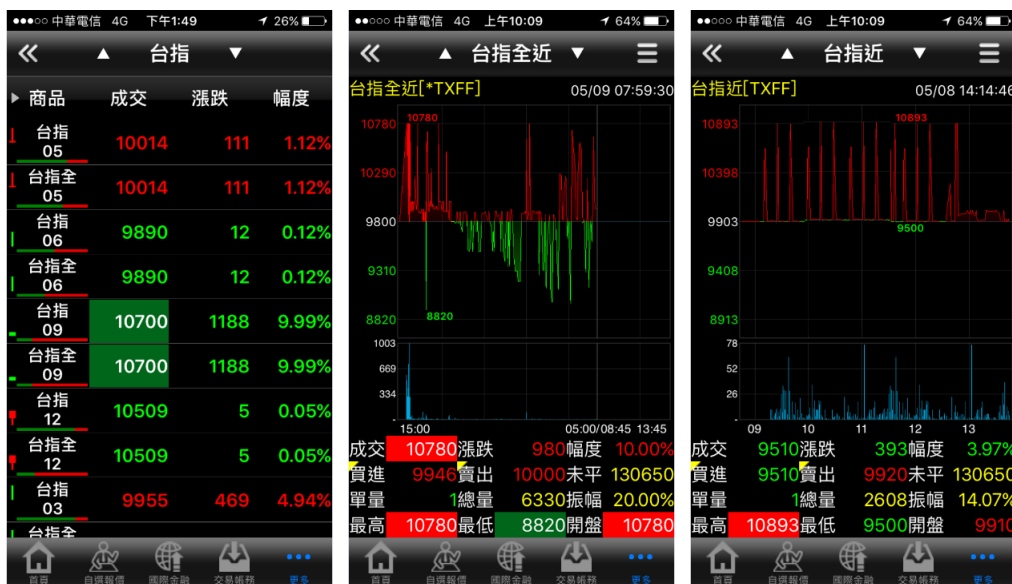 中華電信 4G 下午1:49 26%
台指
商品 成交 漲跌 幅度
台指
05 10014 111 1.12%
台指全
05 10014 111 1.12%
台指
06 9890 12 0.12%
台指全
06 9890 12 0.12%
台指
09 10700 1188 9.99%
台指全
09 10700 1188 9.99%
台指
12 10509 5 0.05%
台指全
12 10509 5 0.05%
台指
03 9955 469 4.94%
台指全
首頁 自選報價 國際金融 交易帳務 更多
中華電信 4G 上午10:09 64%
台指全近
台指全近[*TXFF] 05/09 07:59:30
10780 10780
10290
9800
9310
8820 8820
1003
669
334
15:00 05:00/08:45 13:45
成交 10780 漲跌 980 幅度 10.00%
買進 9946 賣出 10000 未平 130650
單量 1 總量 6330 振幅 20.00%
最高 10780 最低 8820 開盤 10780
首頁 自選報價 國際金融 交易帳務 更多
中華電信 4G 上午10:09 64%
台指近
台指近[TXFF] 05/08 14:14:46
10893 10893
10398
9903
9500
9408
8913
78
52
26
09 10 11 12 13
成交 9510 漲跌 393 幅度 3.97%
買進 9510 賣出 9920 未平 130650
單量 1 總量 2608 振幅 14.07%
最高 10893 最低 9500 開盤 9910
首頁 自選報價 國際金融 交易帳務 更多